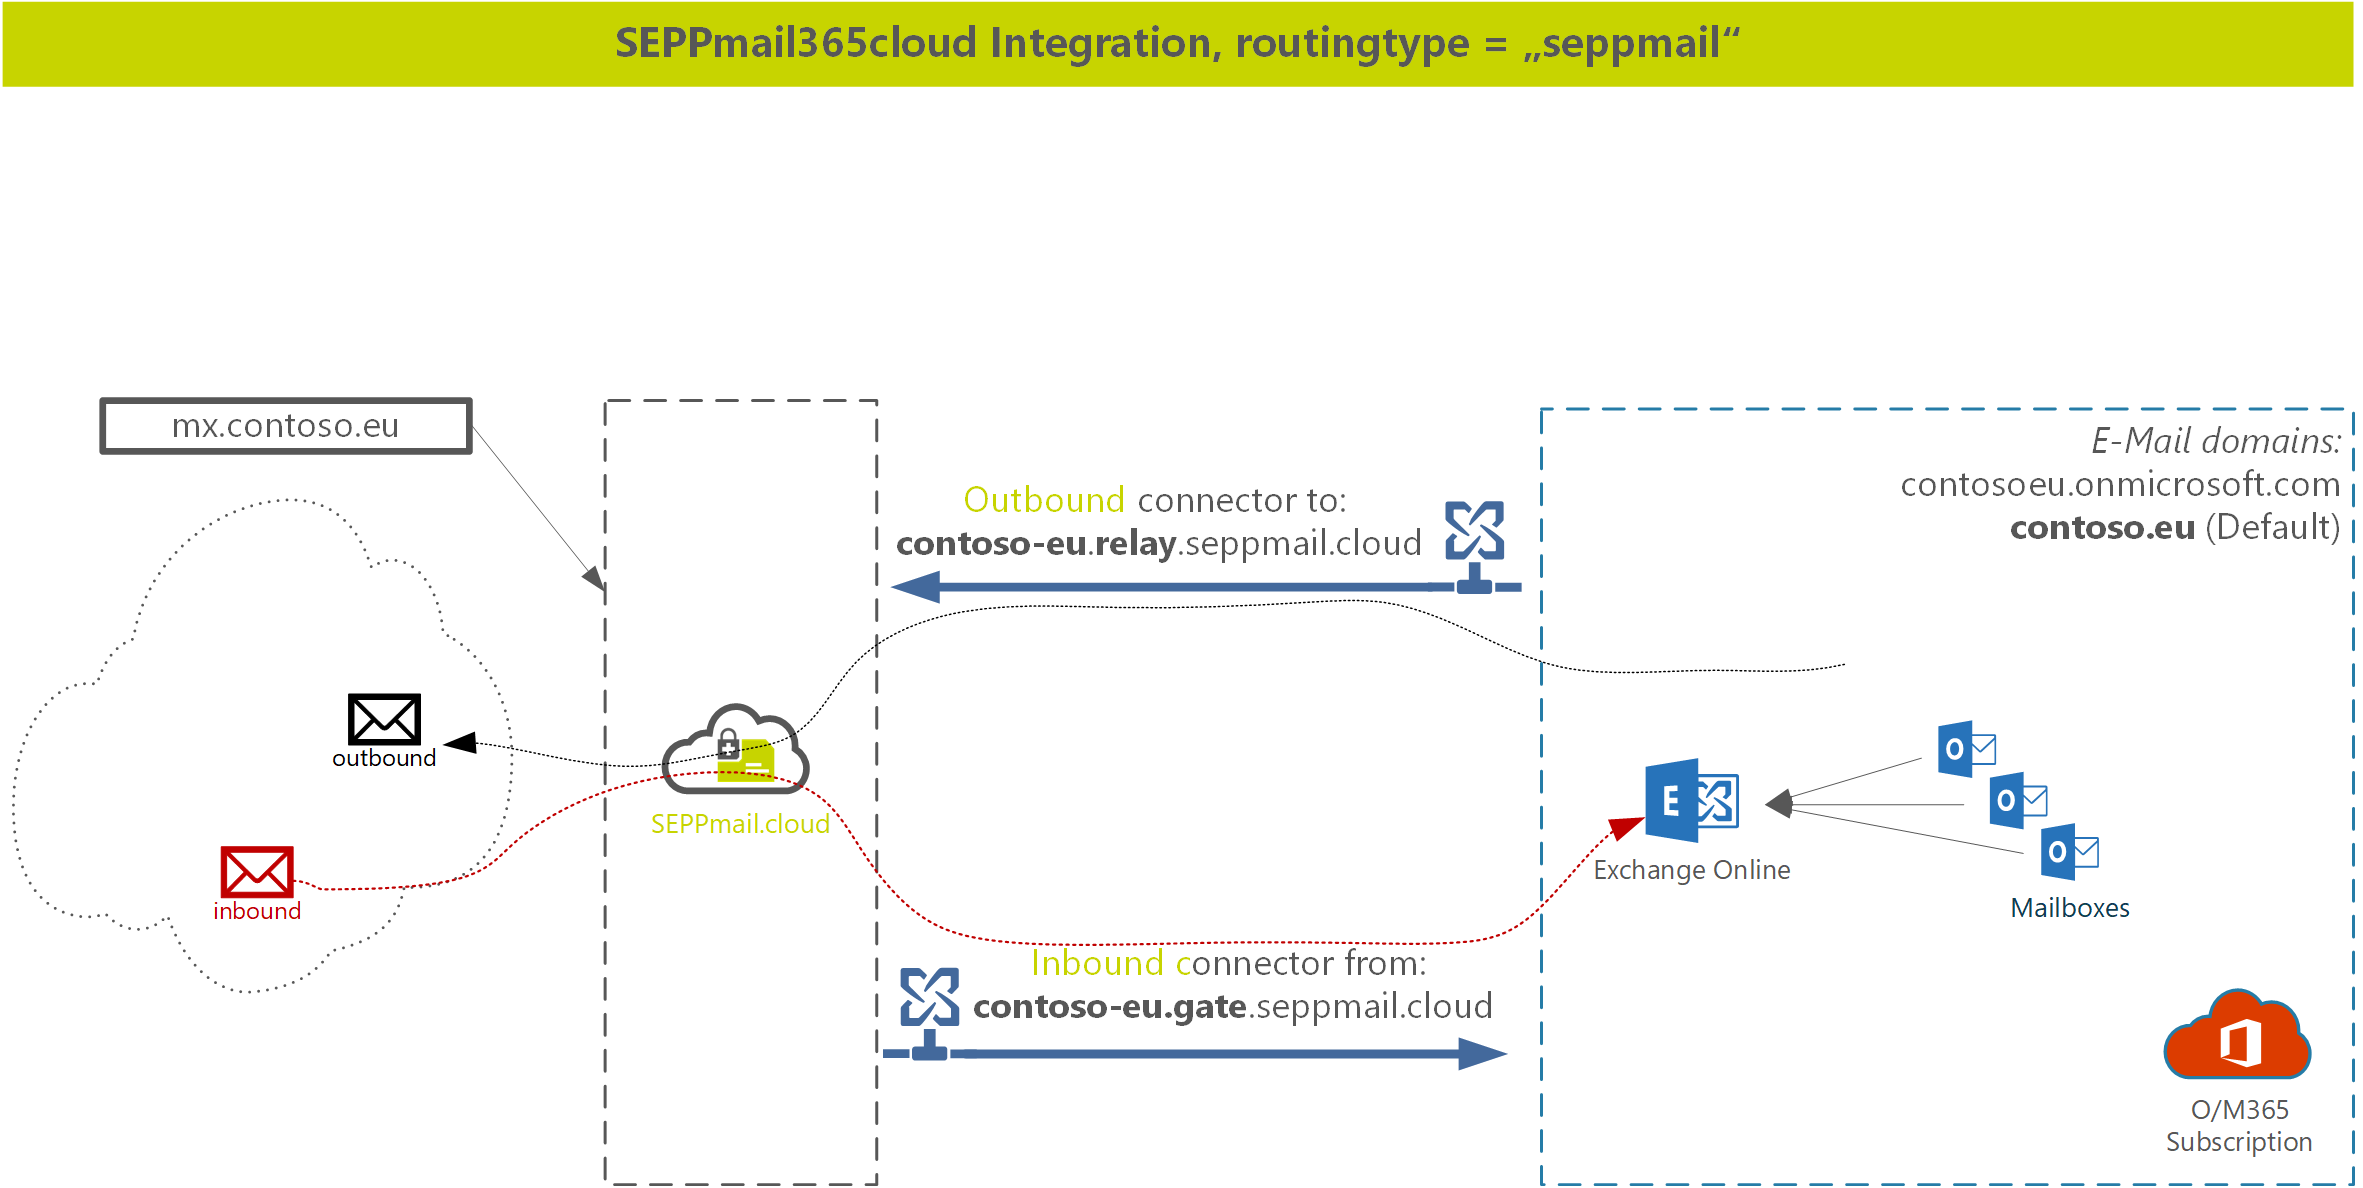 SEPPmail365cloud Integration, routingtype = „seppmail“
mx.contoso.eu
E-Mail domains:
contosoeu.onmicrosoft.com
contoso.eu (Default)
Outbound connector to:
contoso-eu.relay.seppmail.cloud
outbound
SEPPmail.cloud
inbound
E
Exchange Online
O
O
O
Mailboxes
Inbound connector from:
contoso-eu.gate.seppmail.cloud
O/M365
Subscription